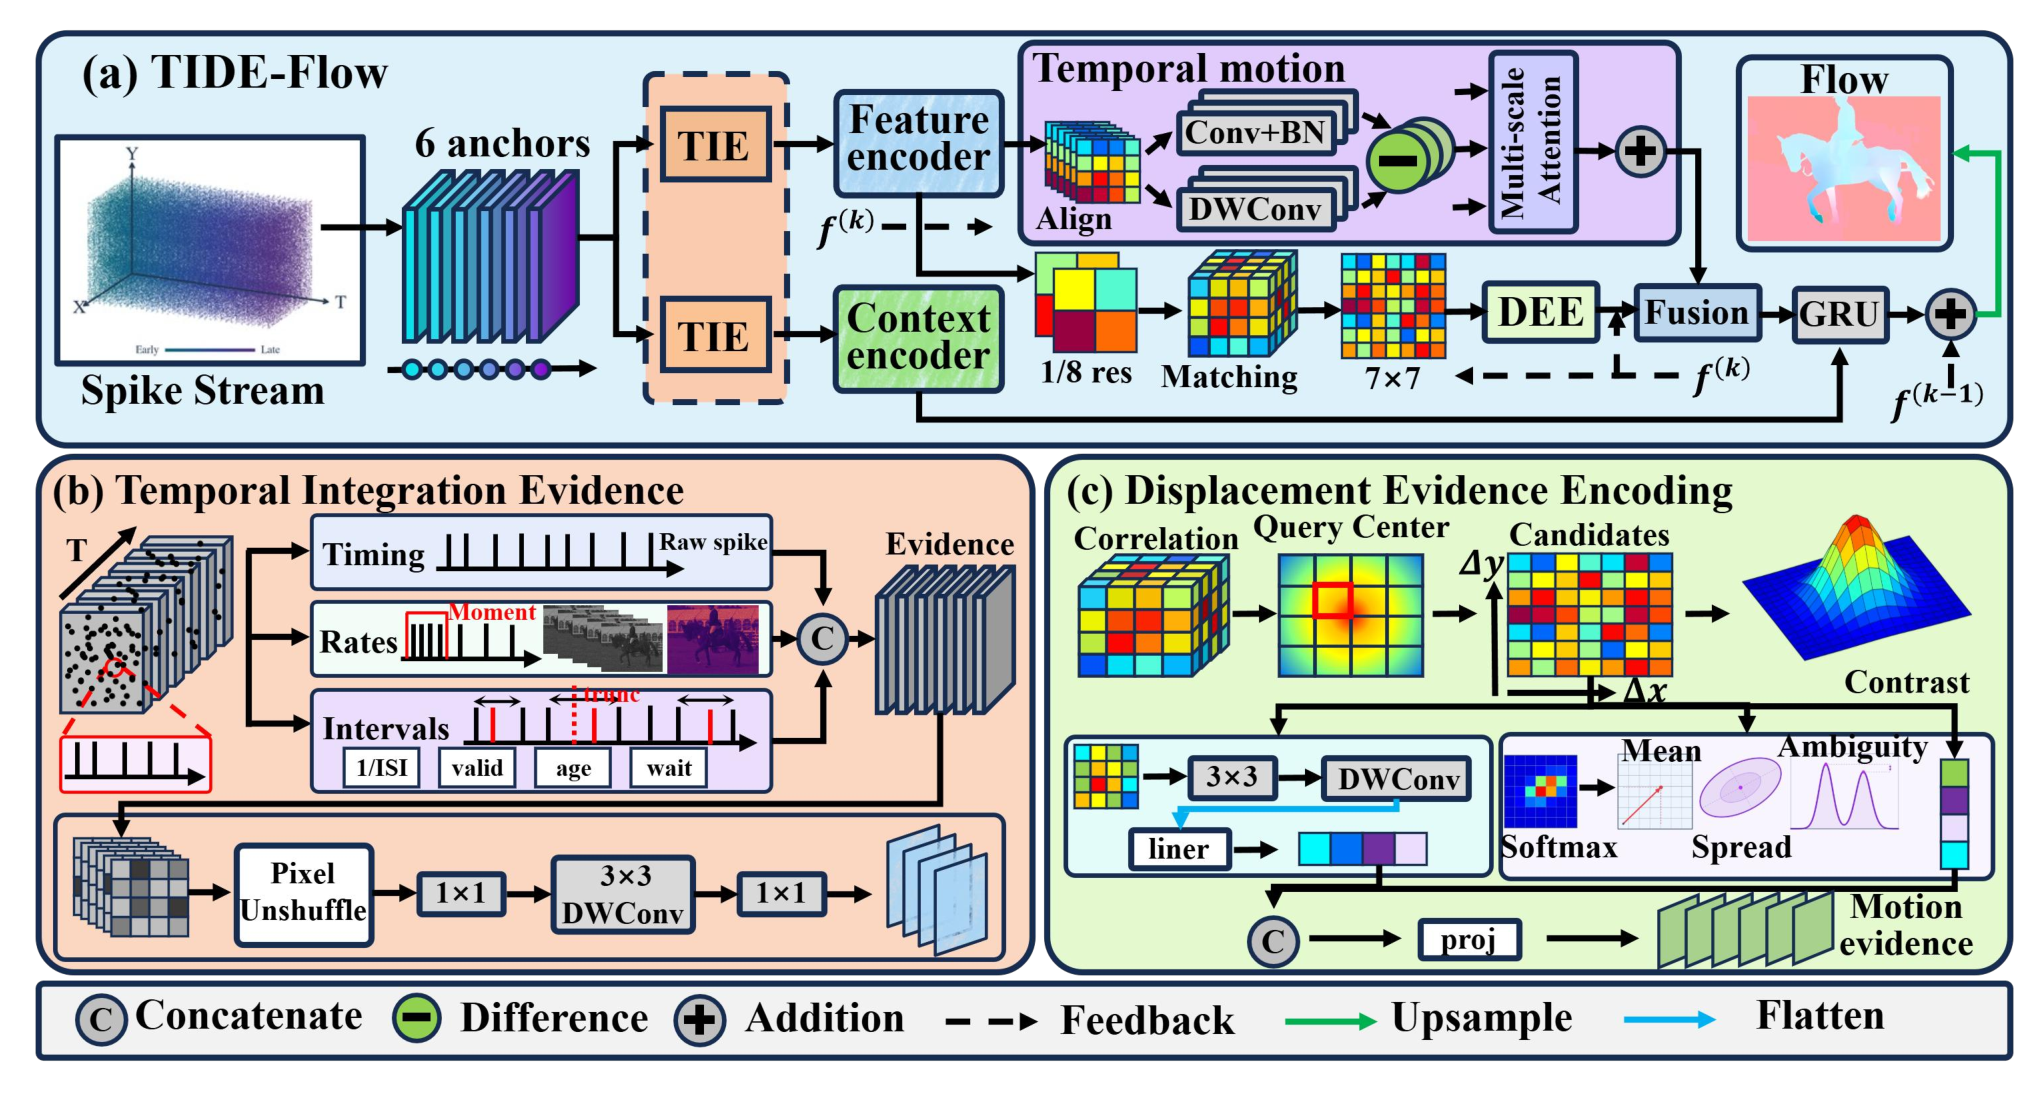 (a) TIDE-Flow
Y
X
T
Early
Late
Spike Stream
6 anchors
TIE
TIE
Feature
encoder
Context
encoder
f(k)
Temporal motion
Align
Conv+BN
DWConv
Multi-scale
Attention
Flow
1/8 res
Matching
7×7
DEE
Fusion
GRU
f(k)
f(k−1)
(b) Temporal Integration Evidence
T
Timing
Raw spike
Rates
Moment
Intervals
trunc
1/ISI
valid
age
wait
C
Evidence
Pixel
Unshuffle
1×1
3×3
DWConv
1×1
(c) Displacement Evidence Encoding
Correlation
Query Center
Candidates
Δy
Δx
Contrast
3×3
DWConv
liner
Softmax
Mean
Spread
Ambiguity
C
proj
Motion
evidence
C Concatenate
Difference
Addition
Feedback
Upsample
Flatten